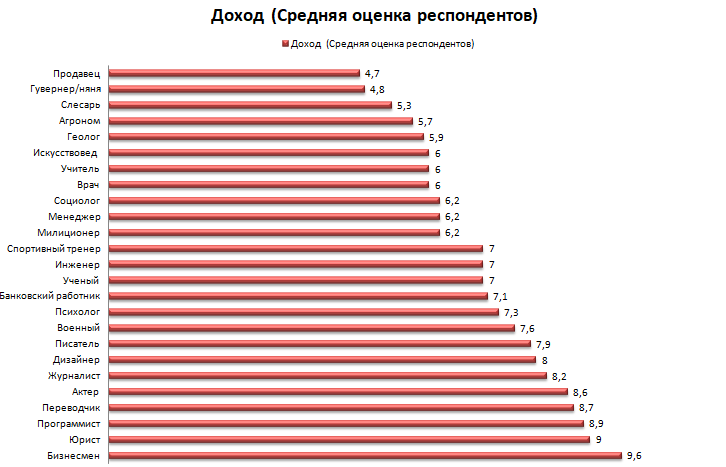 Доход (Средняя оценка респондентов)
Доход (Средняя оценка респондентов)
Продавец 4,7
Гувернер/няня 4,8
Слесарь 5,3
Агроном 5,7
Геолог 5,9
Искусствовед 6
Учитель 6
Врач 6
Социолог 6,2
Менеджер 6,2
Милиционер 6,2
Спортивный тренер 7
Инженер 7
Ученый 7
Банковский работник 7,1
Психолог 7,3
Военный 7,6
Писатель 7,9
Дизайнер 8
Журналист 8,2
Актер 8,6
Переводчик 8,7
Программист 8,9
Юрист 9
Бизнесмен 9,6